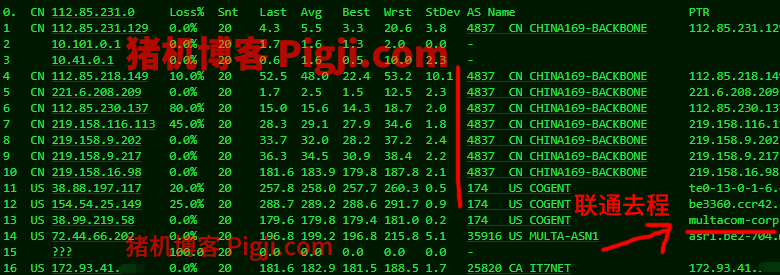 0. CN 112.85.231.0 Loss% Snt Last Avg Best Wrst StDev AS Name PTR
1 CN 112.85.231.129 0.0% 20 4.3 5.5 3.3 20.6 3.8 4837 CN CHINA169-BACKBONE 112.85.231.129
2 10.101.0.1 0.0% 20 1.7 1.6 1.3 2.0 0.0 -
3 10.41.0.1 0.0% 20 0.6 1.6 0.5 10.0 2.3 -
猪机博客 Pigji.com
4 CN 112.85.218.149 10.0% 20 52.5 48.0 22.4 53.2 10.1 4837 CN CHINA169-BACKBONE 112.85.218.149
5 CN 221.6.208.209 0.0% 20 1.7 2.5 1.5 12.5 2.3 4837 CN CHINA169-BACKBONE 221.6.208.209
6 CN 112.85.230.137 80.0% 20 15.0 15.6 14.3 18.7 2.0 4837 CN CHINA169-BACKBONE 112.85.230.137
7 CN 219.158.116.113 45.0% 20 28.3 29.1 27.9 34.6 1.8 4837 CN CHINA169-BACKBONE 219.158.116.11
8 CN 219.158.9.202 0.0% 20 33.7 32.0 28.2 37.2 2.4 4837 CN CHINA169-BACKBONE 219.158.9.202
9 CN 219.158.9.217 0.0% 20 36.3 34.5 30.9 38.4 2.2 4837 CN CHINA169-BACKBONE 219.158.9.217
10 CN 219.158.16.98 0.0% 20 181.6 183.9 179.8 187.8 2.1 4837 CN CHINA169-BACKBONE 219.158.16.98
11 US 38.88.197.117 20.0% 20 257.8 258.0 257.7 260.3 0.5 174 US COGENT te0-13-0-1-6.
12 US 154.54.25.149 25.0% 20 288.7 289.2 288.6 291.7 0.9 174 US COGENT be3360.ccr42.
联通去程
13 US 38.99.219.58 0.0% 20 179.6 179.8 179.4 181.0 0.2 174 US COGENT multacom-corp
14 US 72.44.66.202 0.0% 20 196.8 199.2 196.8 215.8 5.1 35916 US MULTA-ASN1 asr1.be2-704.
猪机博客 Pigji.com
15 ??? 100.0 20 0.0 0.0 0.0 0.0 0.0 -
16 US 172.93.41. 0.0% 20 181.6 182.9 181.5 188.5 1.7 25820 CA IT7NET 172.93.41.